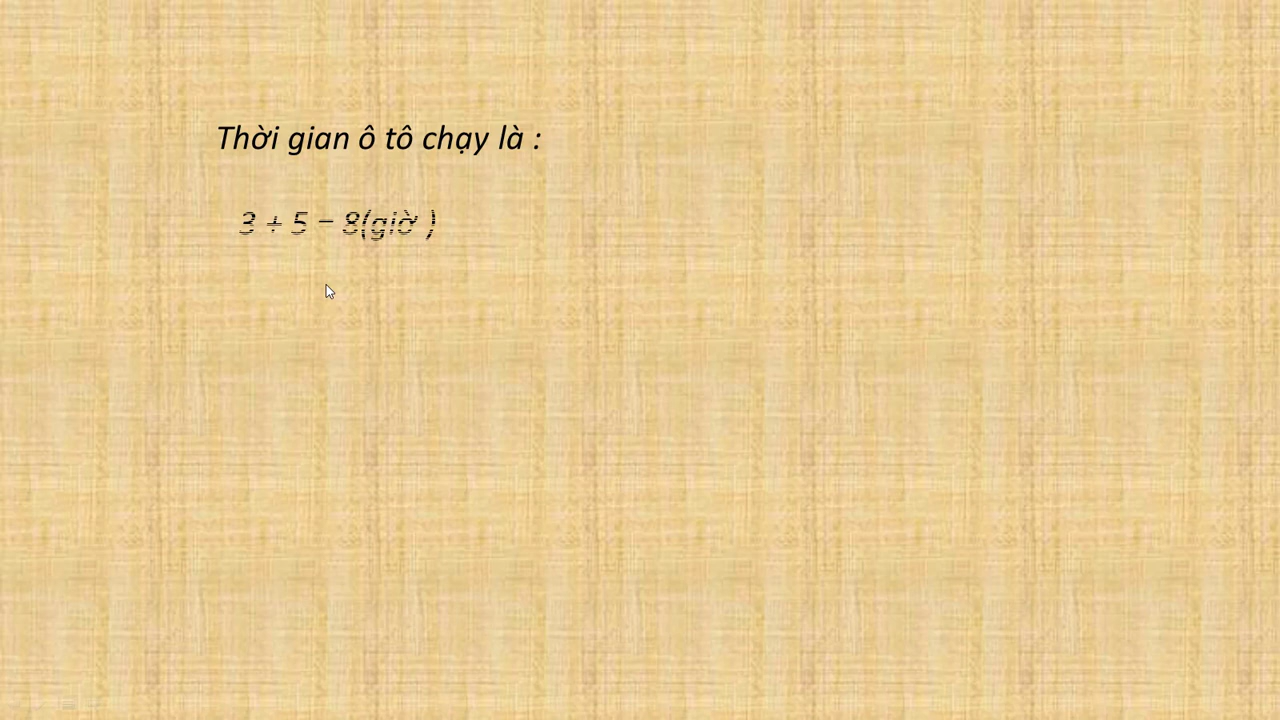 Thời gian ô tô chạy là :
3 + 5 = 8(giờ )